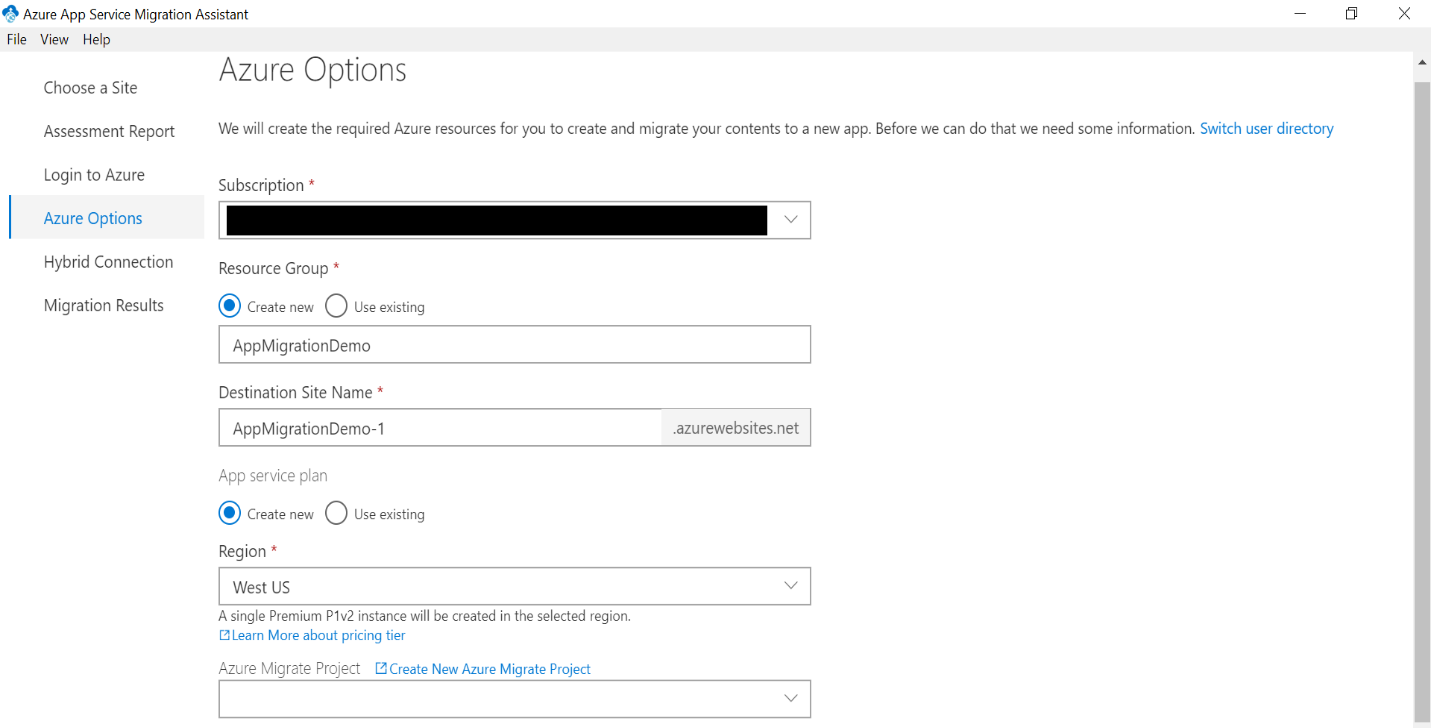 Azure App Service Migration Assistant
File View Help
Azure Options
Choose a Site
Assessment Report
Login to Azure
Azure Options
Hybrid Connection
Migration Results
We will create the required Azure resources for you to create and migrate your contents to a new app. Before we can do that we need some information. Switch user directory
Subscription *
Resource Group *
Create new Use existing
AppMigrationDemo
Destination Site Name *
AppMigrationDemo-1 .azurewebsites.net
App service plan
Create new Use existing
Region *
West US
A single Premium P1v2 instance will be created in the selected region.
Learn More about pricing tier
Azure Migrate Project Create New Azure Migrate Project